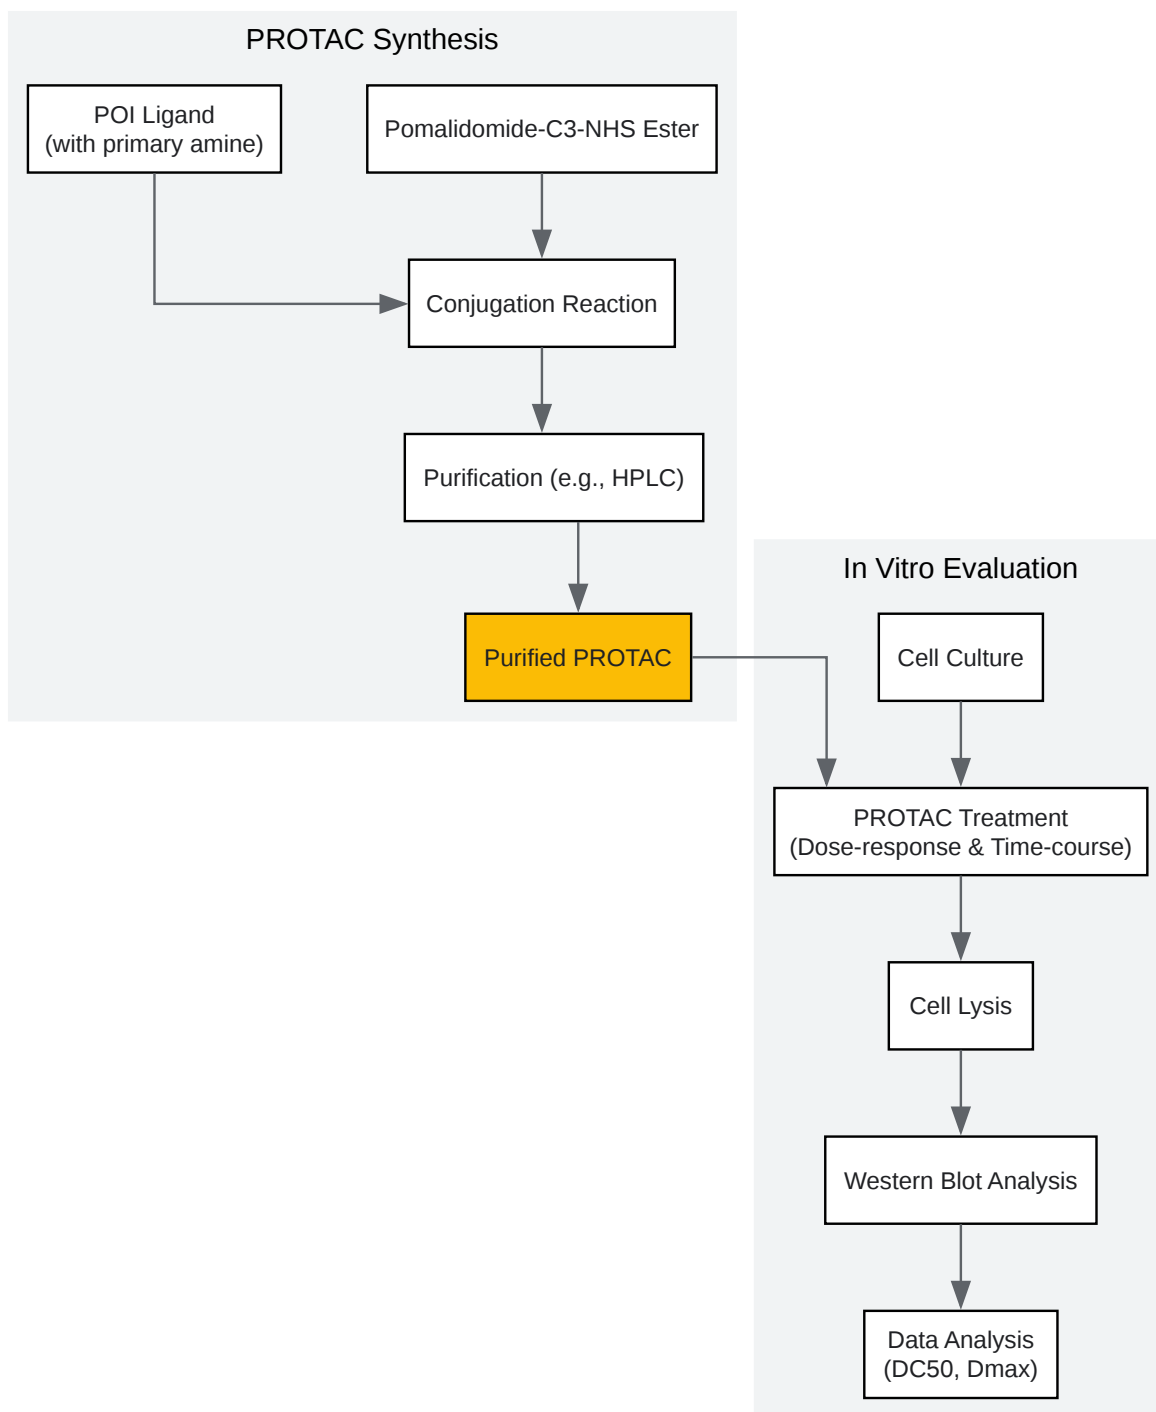 PROTAC Synthesis
POI Ligand
(with primary amine)
Pomalidomide-C3-NHS Ester
Conjugation Reaction
Purification (e.g., HPLC)
Purified PROTAC
In Vitro Evaluation
Cell Culture
PROTAC Treatment
(Dose-response & Time-course)
Cell Lysis
Western Blot Analysis
Data Analysis
(DC50, Dmax)